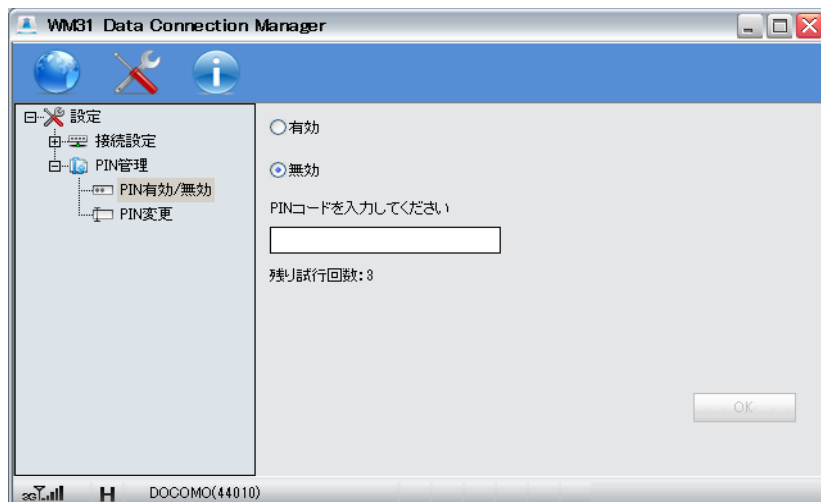 WM31 Data Connection Manager
設定
接続設定
PIN管理
PIN有効/無効
PIN変更
有効
無効
PINコードを入力してください
残り試行回数:3
OK
3G
H
DOCOMO(44010)